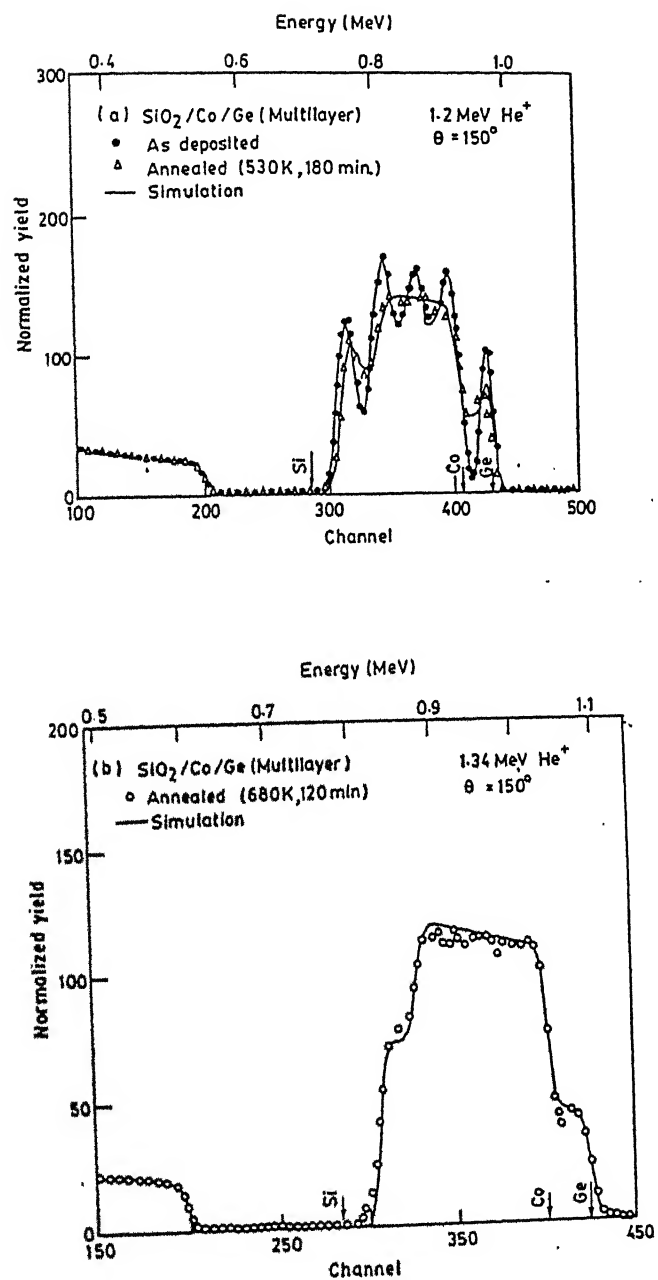 Energy (MeV)
0.4 0.6 0.7 0.8 1.0
300
(a) SiO₂/Co/Ge (Multilayer) 1·2 MeV He⁺
• As deposited θ = 150°
△ Annealed (530K, 180 min.)
— Simulation
200
Normalized yield
100
0
Si
Co
Ge
100 200 300 400 500
Channel
Energy (MeV)
0.5 0.7 0.9 1.1
200
(b) SiO₂/Co/Ge (Multilayer) 1·34 MeV He⁺
o Annealed (680K, 120 min) θ = 150°
— Simulation
150
Normalized yield
100
50
0
Si
Co
Ge
150 250 350 450
Channel